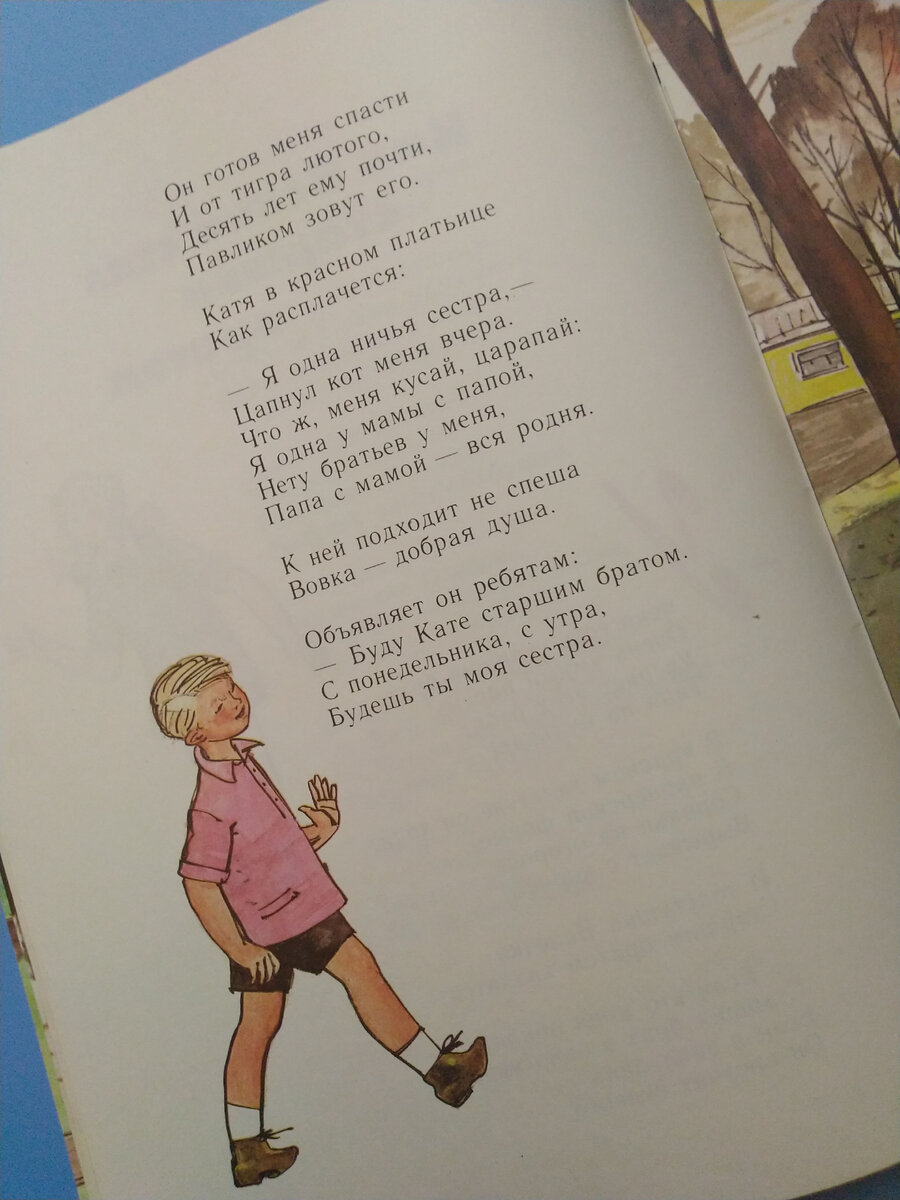 Он готов меня спасти
И от тигра лютого,
Десять лет ему почти,
Павликом зовут его.
Катя в красном платьице
Как расплачется:
— Я одна ничья сестра,—
Цапнул кот меня вчера.
Что ж, меня кусай, царапай:
Я одна у мамы с папой,
Нету братьев у меня,
Папа с мамой — вся родня.
К ней подходит не спеша
Вовка — добрая душа.
Объявляет он ребятам:
— Буду Кате старшим братом.
С понедельника, с утра,
Будешь ты моя сестра.